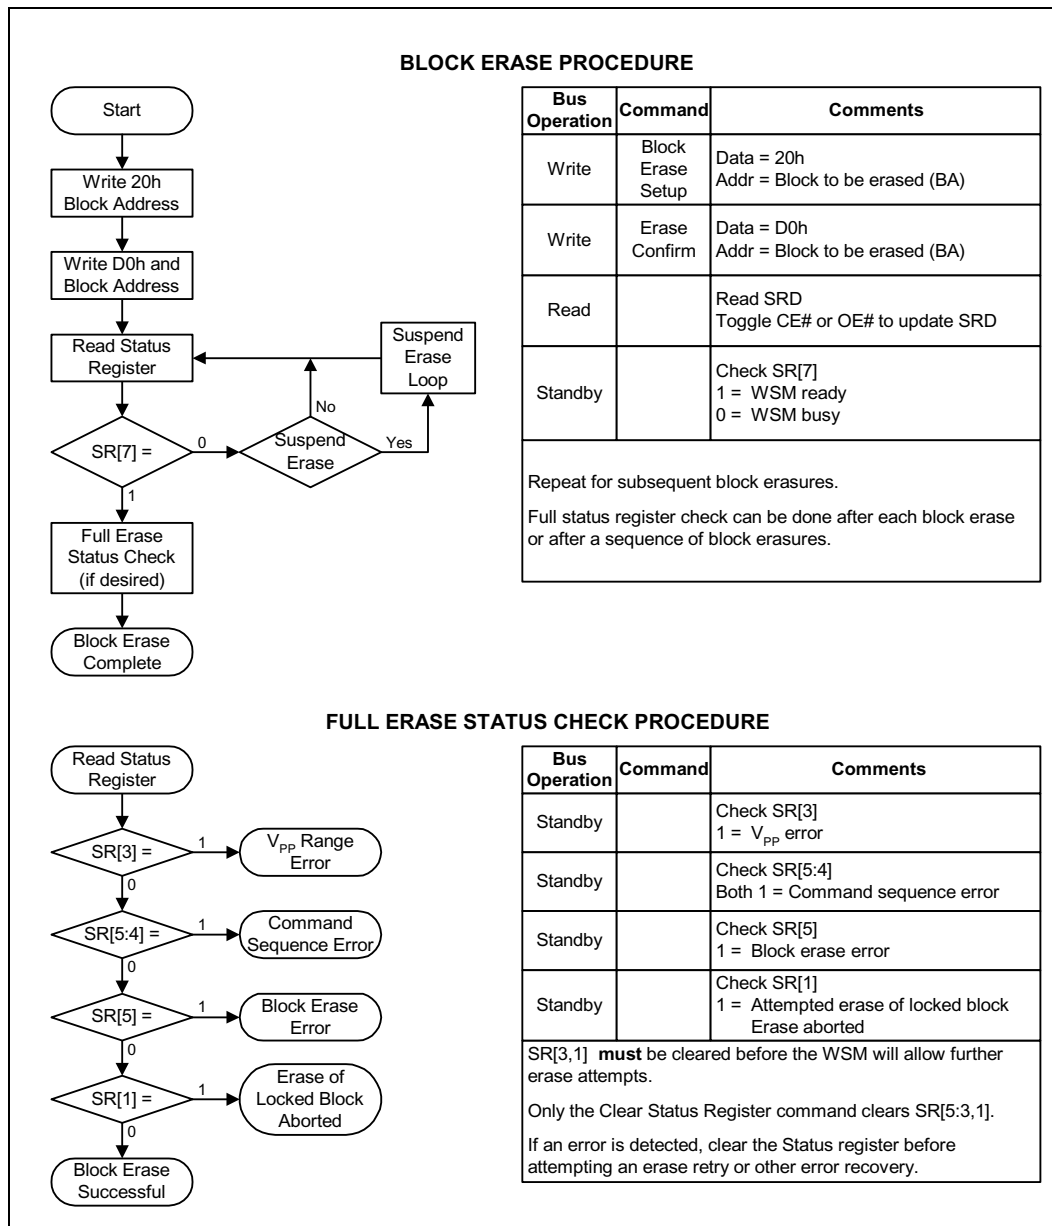 BLOCK ERASE PROCEDURE
Start
Write 20h
Block Address
Write D0h and
Block Address
Read Status
Register
Suspend
Erase
Loop
No
SR[7] =
0
Suspend
Erase
Yes
1
Full Erase
Status Check
(if desired)
Block Erase
Complete
Bus
Operation
Command
Comments
Write
Block
Erase
Setup
Data = 20h
Addr = Block to be erased (BA)
Write
Erase
Confirm
Data = D0h
Addr = Block to be erased (BA)
Read
Read SRD
Toggle CE# or OE# to update SRD
Standby
Check SR[7]
1 = WSM ready
0 = WSM busy
Repeat for subsequent block erasures.
Full status register check can be done after each block erase
or after a sequence of block erasures.
FULL ERASE STATUS CHECK PROCEDURE
Read Status
Register
SR[3] =
1
VPP Range
Error
0
SR[5:4] =
1
Command
Sequence Error
0
SR[5] =
1
Block Erase
Error
0
SR[1] =
1
Erase of
Locked Block
Aborted
0
Block Erase
Successful
Bus
Operation
Command
Comments
Standby
Check SR[3]
1 = VPP error
Standby
Check SR[5:4]
Both 1 = Command sequence error
Standby
Check SR[5]
1 = Block erase error
Standby
Check SR[1]
1 = Attempted erase of locked block
Erase aborted
SR[3,1] must be cleared before the WSM will allow further
erase attempts.
Only the Clear Status Register command clears SR[5:3,1].
If an error is detected, clear the Status register before
attempting an erase retry or other error recovery.